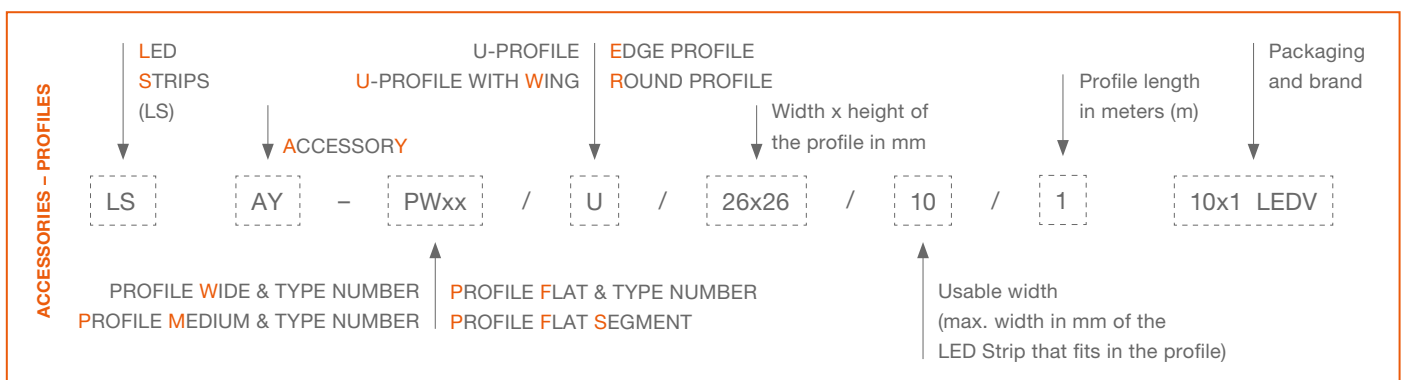 ACCESSORIES – PROFILES
LED
STRIPS
(LS)
ACCESSORY
U-PROFILE
U-PROFILE WITH WING
EDGE PROFILE
ROUND PROFILE
Width x height of
the profile in mm
Profile length
in meters (m)
Packaging
and brand
LS AY – PWxx / U / 26x26 / 10 / 1 10x1 LEDV
PROFILE WIDE & TYPE NUMBER
PROFILE MEDIUM & TYPE NUMBER
PROFILE FLAT & TYPE NUMBER
PROFILE FLAT SEGMENT
Usable width
(max. width in mm of the
LED Strip that fits in the profile)